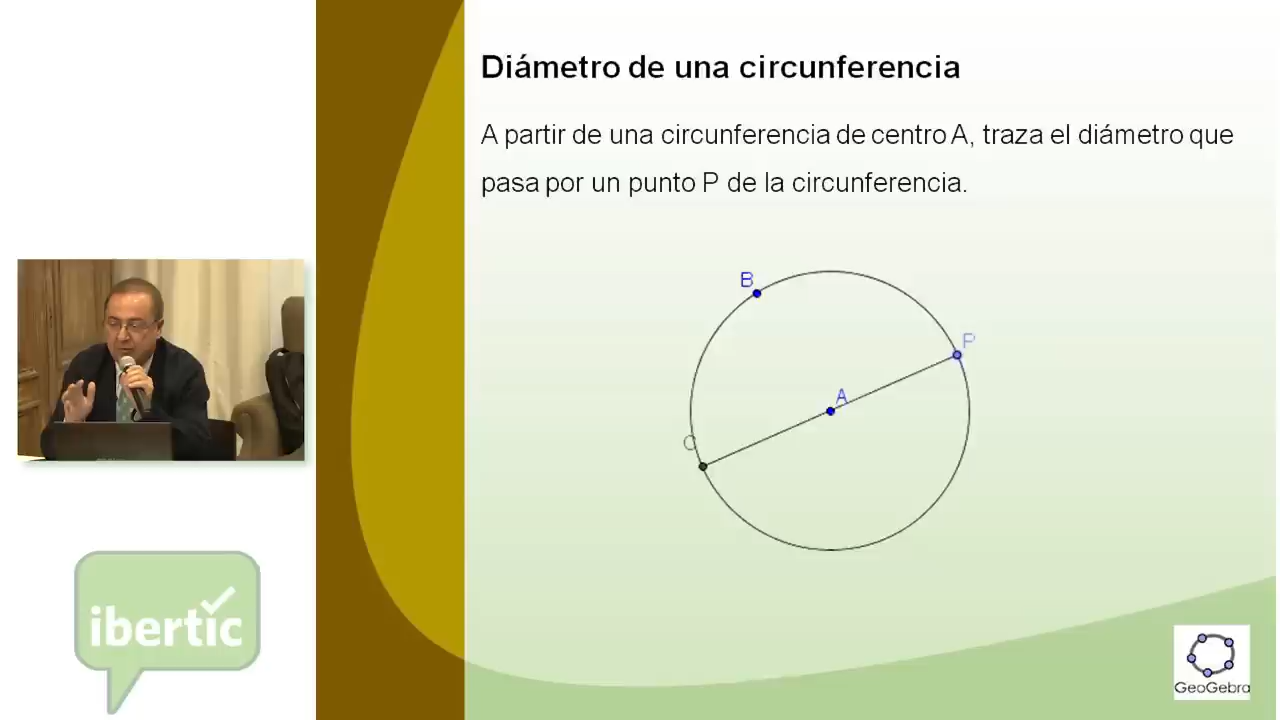 Diámetro de una circunferencia
A partir de una circunferencia de centro A, traza el diámetro que
pasa por un punto P de la circunferencia.
B
P
A
C
ibertic
GeoGebra